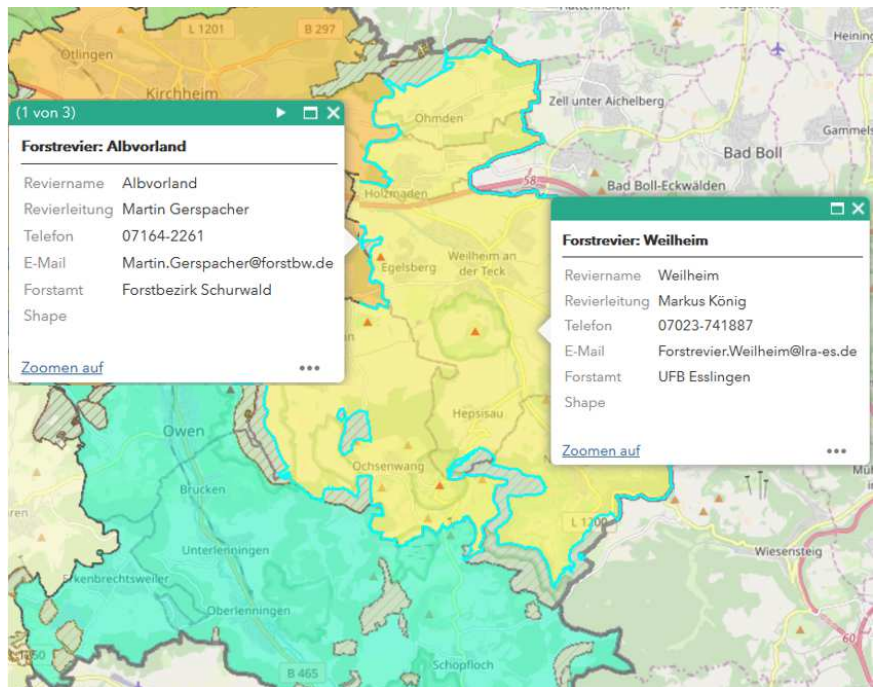 L 1201
B 297
Heining
Ötlingen
Kirchheim
Zell unter Aichelberg
Ohmden
Gammels
Bad Boll
58
Holzmaden
Bad Boll-Eckwälden
(1 von 3)
Forstrevier: Albvorland
Reviername Albvorland
Revierleitung Martin Gerspacher
Telefon 07164-2261
E-Mail Martin.Gerspacher@forstbw.de
Forstamt Forstbezirk Schurwald
Shape
Zoomen auf
Weilheim an
der Teck
Egelsberg
Forstrevier: Weilheim
Reviername Weilheim
Revierleitung Markus König
Telefon 07023-741887
E-Mail Forstrevier.Weilheim@lra-es.de
Forstamt UFB Esslingen
Shape
Zoomen auf
Hepsisau
Owen
Ochsenwang
Brucken
L 1200
Unterlenningen
Wiesensteig
Erkenbrechtsweiler
Oberlenningen
60
B 465
Schopfloch